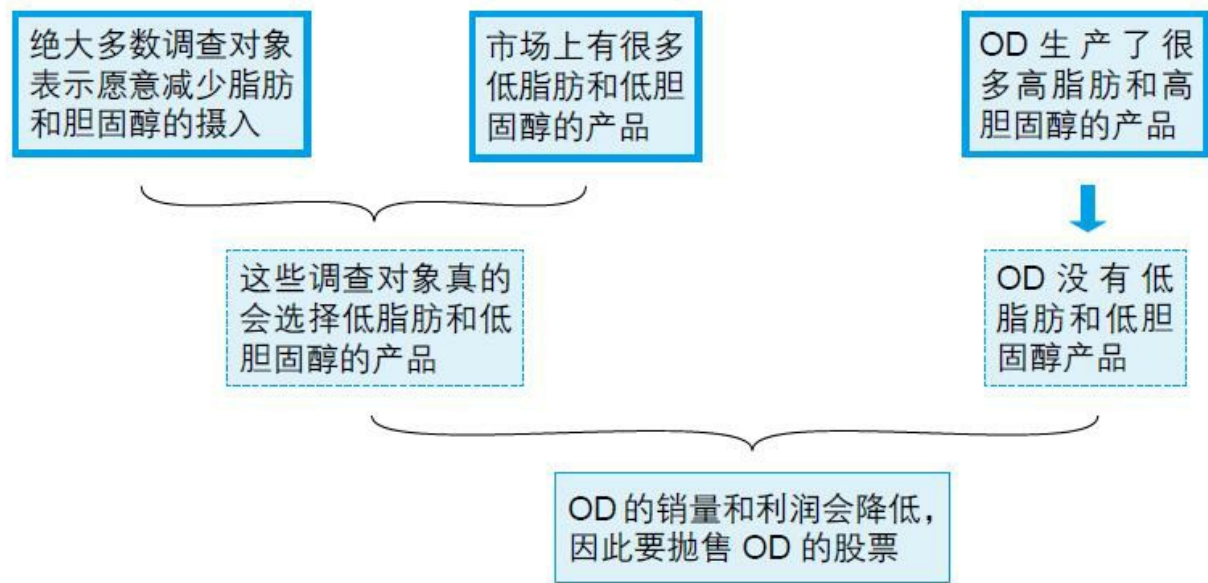 绝大多数调查对象
表示愿意减少脂肪
和胆固醇的摄入
市场上有很多
低脂肪和低胆
固醇的产品
OD 生产了很
多高脂肪和高
胆固醇的产品
这些调查对象真的
会选择低脂肪和低
胆固醇的产品
OD 没有低
脂肪和低胆
固醇产品
OD 的销量和利润会降低，
因此要抛售 OD 的股票